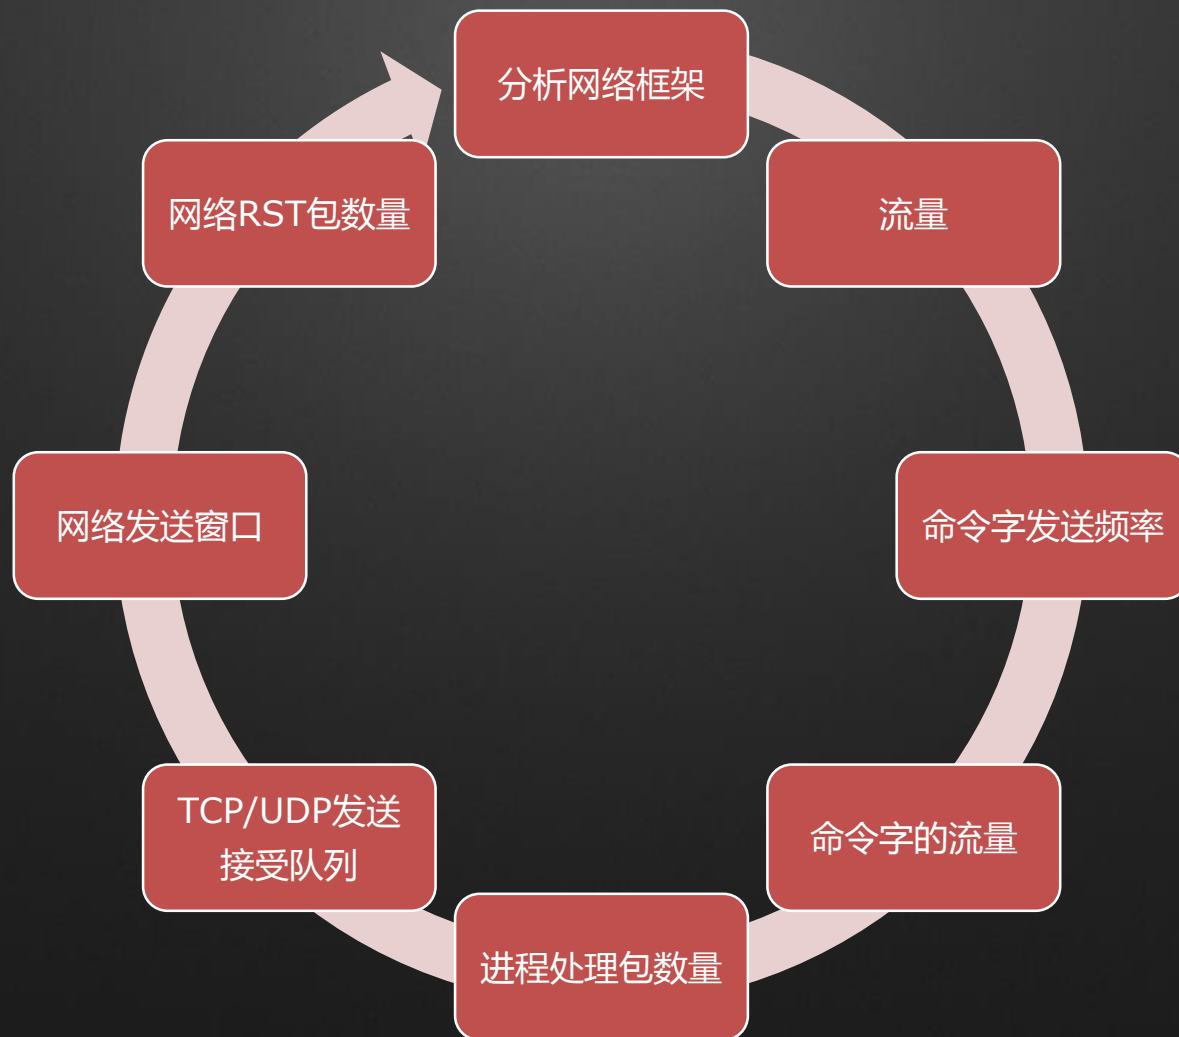 分析网络框架
流量
命令字发送频率
命令字的流量
进程处理包数量
TCP/UDP发送
接受队列
网络发送窗口
网络RST包数量